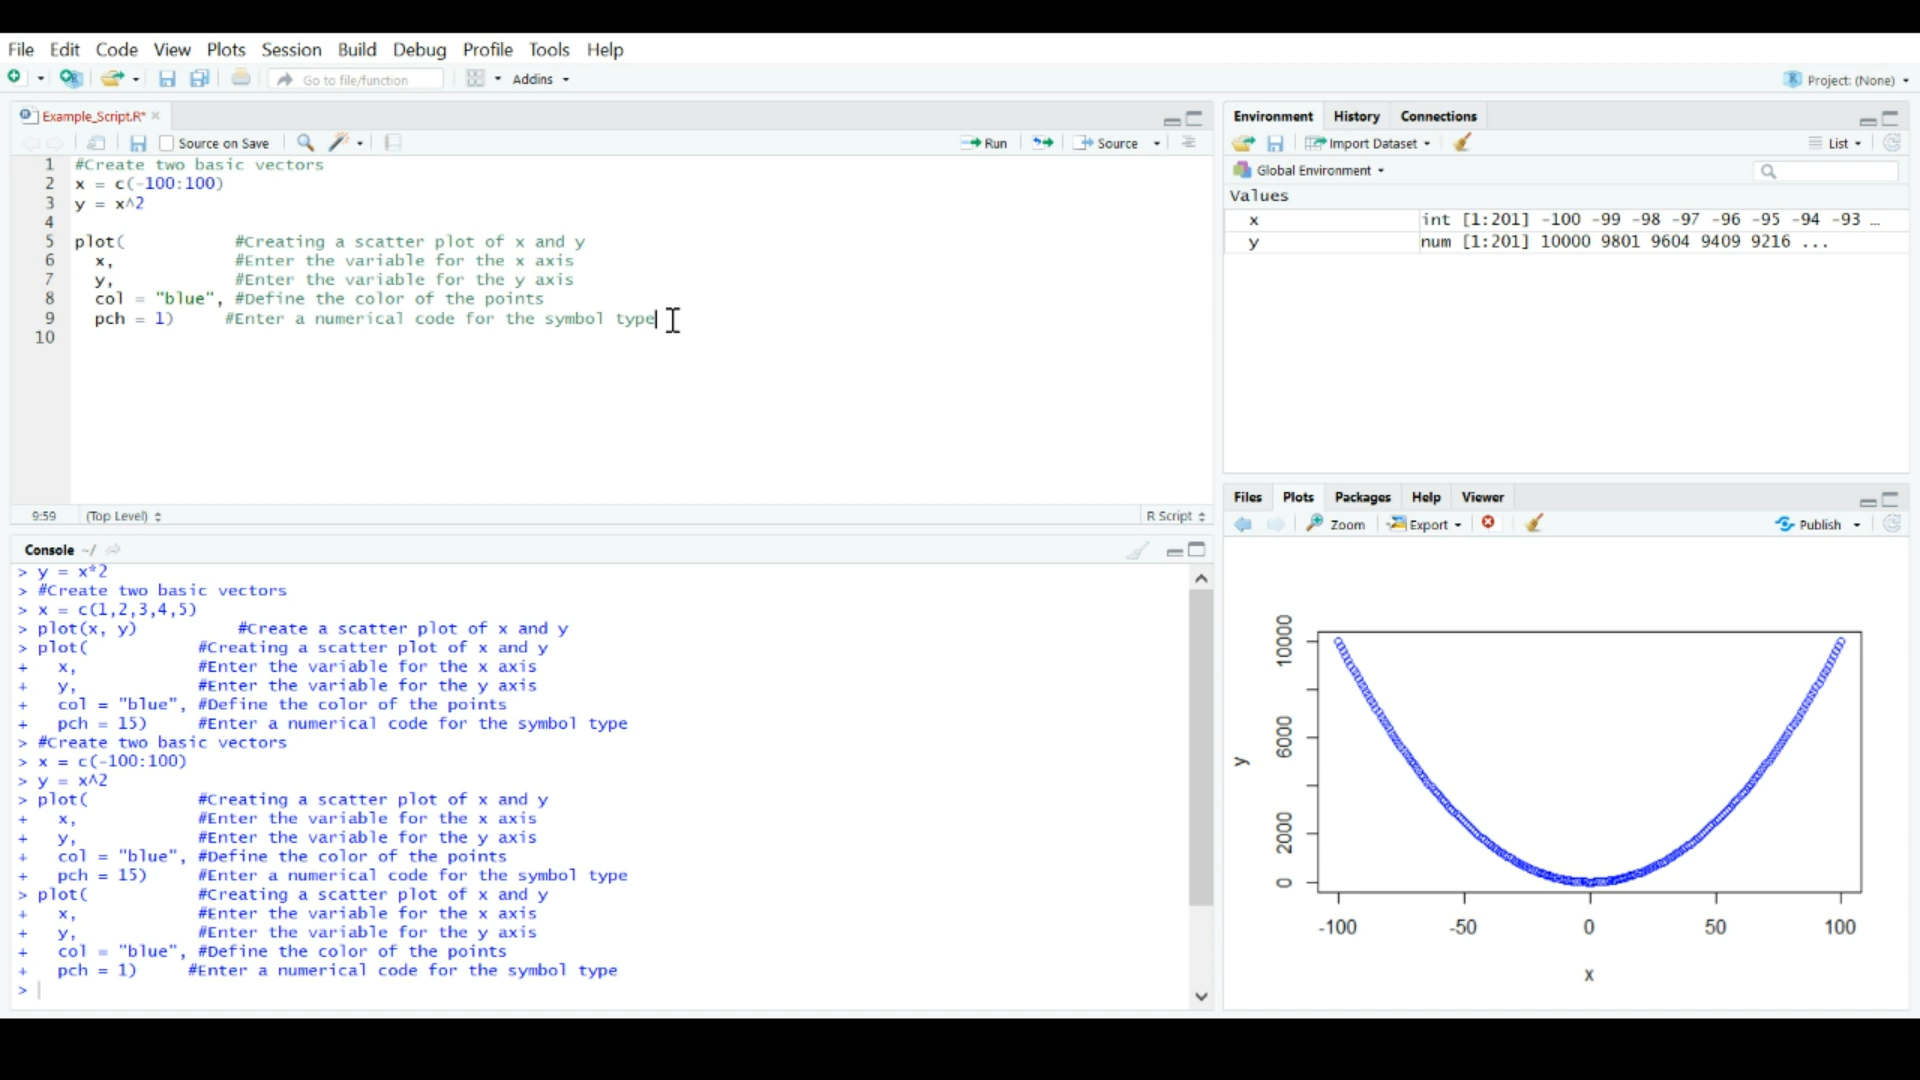 File Edit Code View Plots Session Build Debug Profile Tools Help
Go to file/function Addins Project: (None)
Example_Script.R*
Source on Save Run Source
1 #Create two basic vectors
2 x = c(-100:100)
3 y = x^2
4
5 plot( #Creating a scatter plot of x and y
6 x, #Enter the variable for the x axis
7 y, #Enter the variable for the y axis
8 col = "blue", #Define the color of the points
9 pch = 1) #Enter a numerical code for the symbol type
10
9:59 (Top Level) R Script
Console ~/
> y = x*2
> #Create two basic vectors
> x = c(1,2,3,4,5)
> plot(x, y) #Create a scatter plot of x and y
> plot( #Creating a scatter plot of x and y
+ x, #Enter the variable for the x axis
+ y, #Enter the variable for the y axis
+ col = "blue", #Define the color of the points
+ pch = 15) #Enter a numerical code for the symbol type
> #Create two basic vectors
> x = c(-100:100)
> y = x^2
> plot( #Creating a scatter plot of x and y
+ x, #Enter the variable for the x axis
+ y, #Enter the variable for the y axis
+ col = "blue", #Define the color of the points
+ pch = 15) #Enter a numerical code for the symbol type
> plot( #Creating a scatter plot of x and y
+ x, #Enter the variable for the x axis
+ y, #Enter the variable for the y axis
+ col = "blue", #Define the color of the points
+ pch = 1) #Enter a numerical code for the symbol type
>
Environment History Connections
Import Dataset List
Global Environment
Values
x int [1:201] -100 -99 -98 -97 -96 -95 -94 -93 …
y num [1:201] 10000 9801 9604 9409 9216 ...
Files Plots Packages Help Viewer
Zoom Export Publish
10000
6000
2000
0
y
-100 -50 0 50 100
x